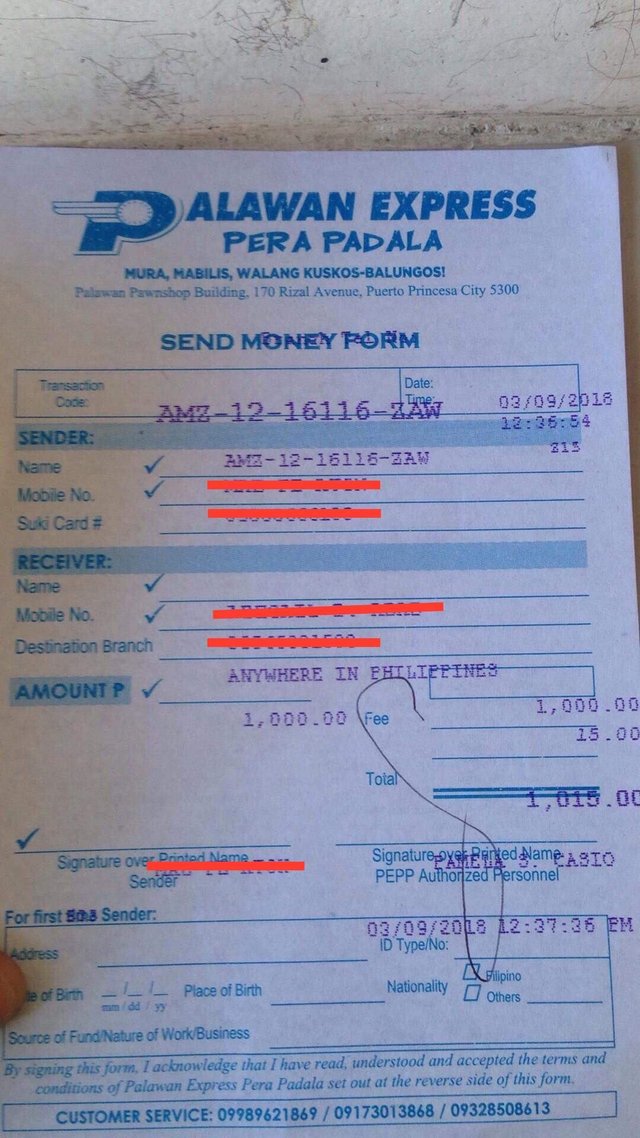 PALAWAN EXPRESS
PERA PADALA
MURA, MABILIS, WALANG KUSKOS-BALUNGOS!
Palawan Pawnshop Building, 170 Rizal Avenue, Puerto Princesa City 5300
SEND MONEY FORM
Transaction Code: AMZ-12-16116-ZAW
Date: 03/09/2018
Time: 12:36:54
SENDER: 213
Name AMZ-12-16116-ZAW
Mobile No.
Suki Card #
RECEIVER:
Name
Mobile No.
Destination Branch
ANYWHERE IN PHILIPPINES
AMOUNT ₱
1,000.00 Fee 1,000.00
15.00
Total 1,015.00
Signature over Printed Name Signature over Printed Name
PAMELA S. CASIO
Sender PEPP Authorized Personnel
For first Sender:
03/09/2018 12:37:36 PM
Address ID Type/No:
Date of Birth mm / dd / yy Place of Birth Nationality Filipino
Others
Source of Fund/Nature of Work/Business
By signing this form, I acknowledge that I have read, understood and accepted the terms and
conditions of Palawan Express Pera Padala set out at the reverse side of this form.
CUSTOMER SERVICE: 09989621869 / 09173013868 / 09328508613